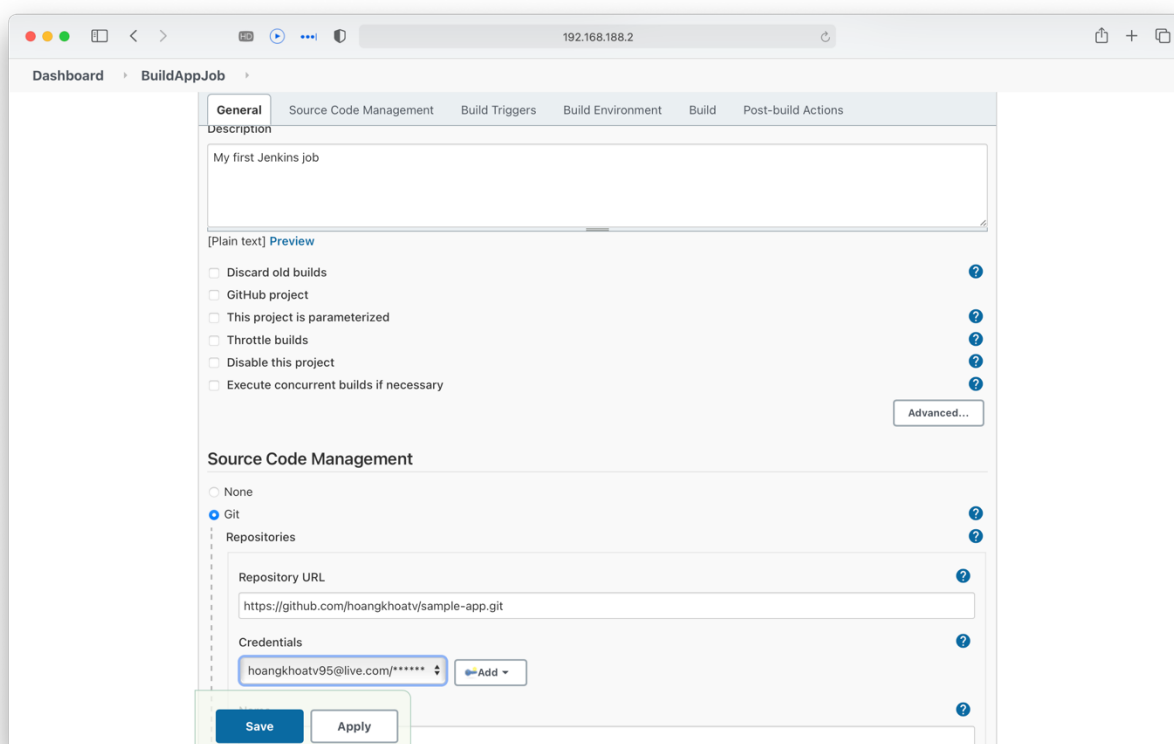 HD
192.168.188.2
Dashboard BuildAppJob
General Source Code Management Build Triggers Build Environment Build Post-build Actions
Description
My first Jenkins job
[Plain text] Preview
Discard old builds
GitHub project
This project is parameterized
Throttle builds
Disable this project
Execute concurrent builds if necessary
Advanced...
Source Code Management
None
Git
Repositories
Repository URL
https://github.com/hoangkhoatv/sample-app.git
Credentials
hoangkhoatv95@live.com/****** Add
Name
Save Apply